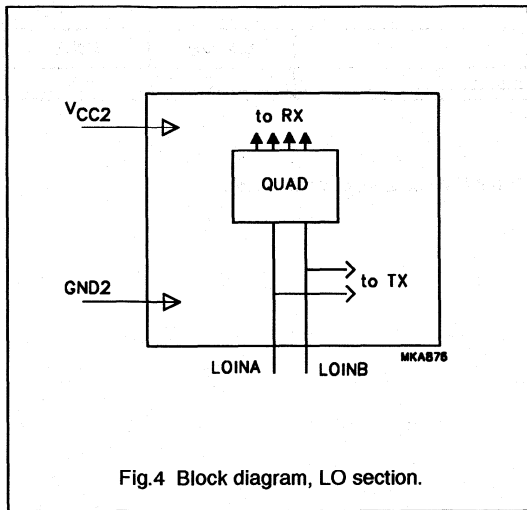 VCC2
to RX
QUAD
GND2
to TX
LOINA
LOINB
MKA876
Fig.4 Block diagram, LO section.